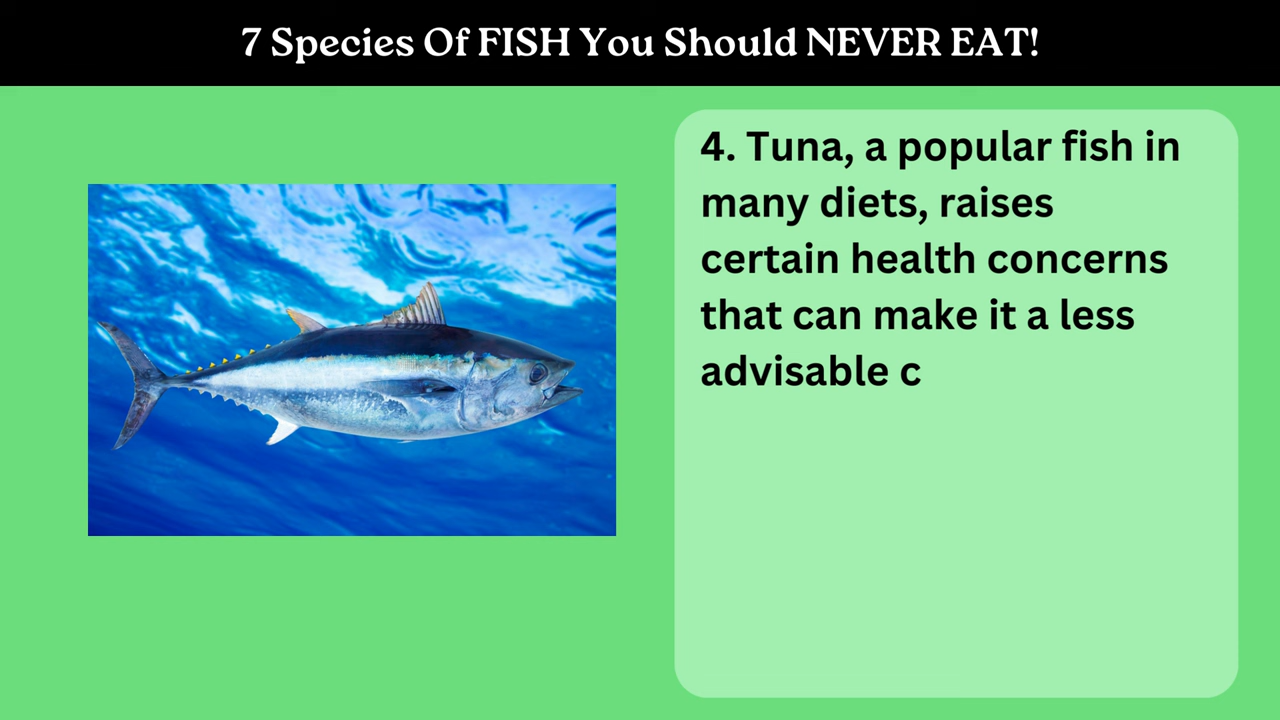 7 Species Of FISH You Should NEVER EAT!
4. Tuna, a popular fish in
many diets, raises
certain health concerns
that can make it a less
advisable c